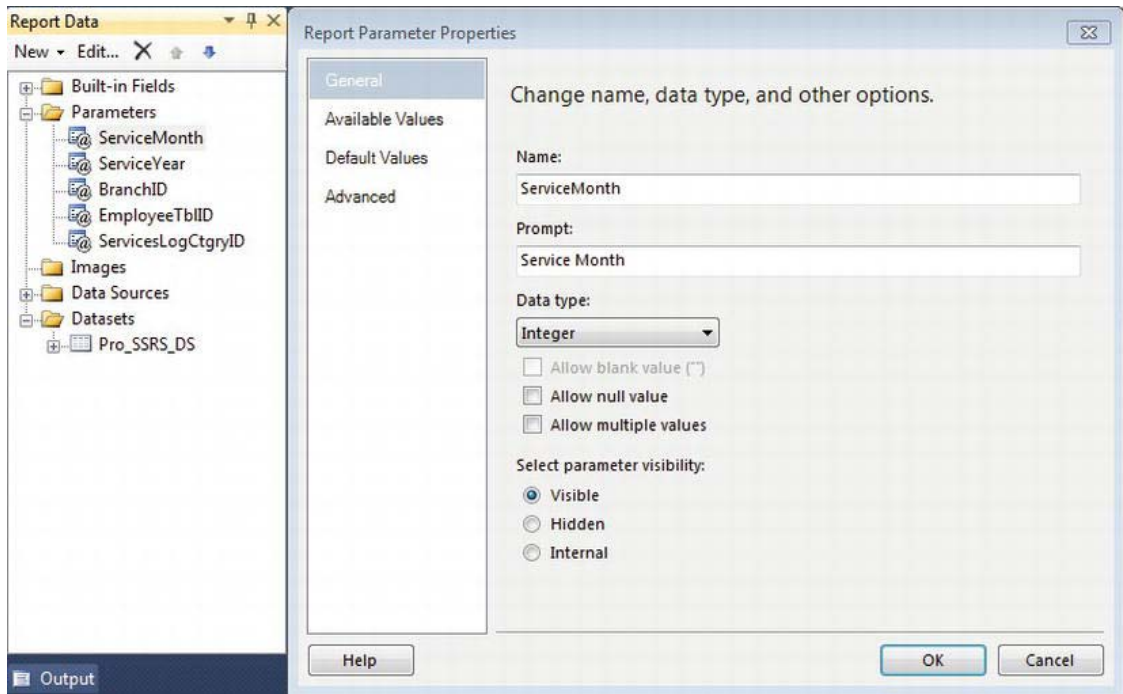 Report Data
New Edit...
Built-in Fields
Parameters
ServiceMonth
ServiceYear
BranchID
EmployeeTblID
ServicesLogCtgryID
Images
Data Sources
Datasets
Pro_SSRS_DS
Output
Report Parameter Properties
General
Available Values
Default Values
Advanced
Change name, data type, and other options.
Name:
ServiceMonth
Prompt:
Service Month
Data type:
Integer
Allow blank value ("")
Allow null value
Allow multiple values
Select parameter visibility:
Visible
Hidden
Internal
Help
OK
Cancel